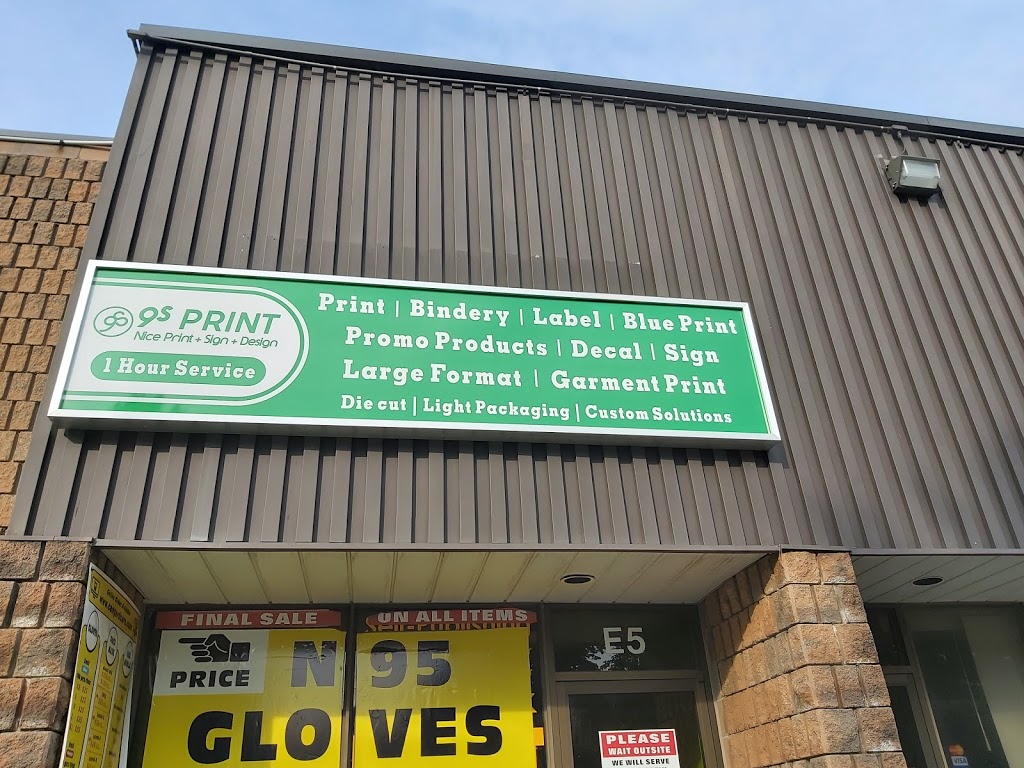 9s PRINT
Nice Print + Sign + Design
1 Hour Service
Print | Bindery | Label | Blue Print
Promo Products | Decal | Sign
Large Format | Garment Print
Die cut | Light Packaging | Custom Solutions
FINAL SALE ON ALL ITEMS
PRICE
N 95
GLOVES
E5
PLEASE
WAIT OUTSITE
WE WILL SERVE
VISA